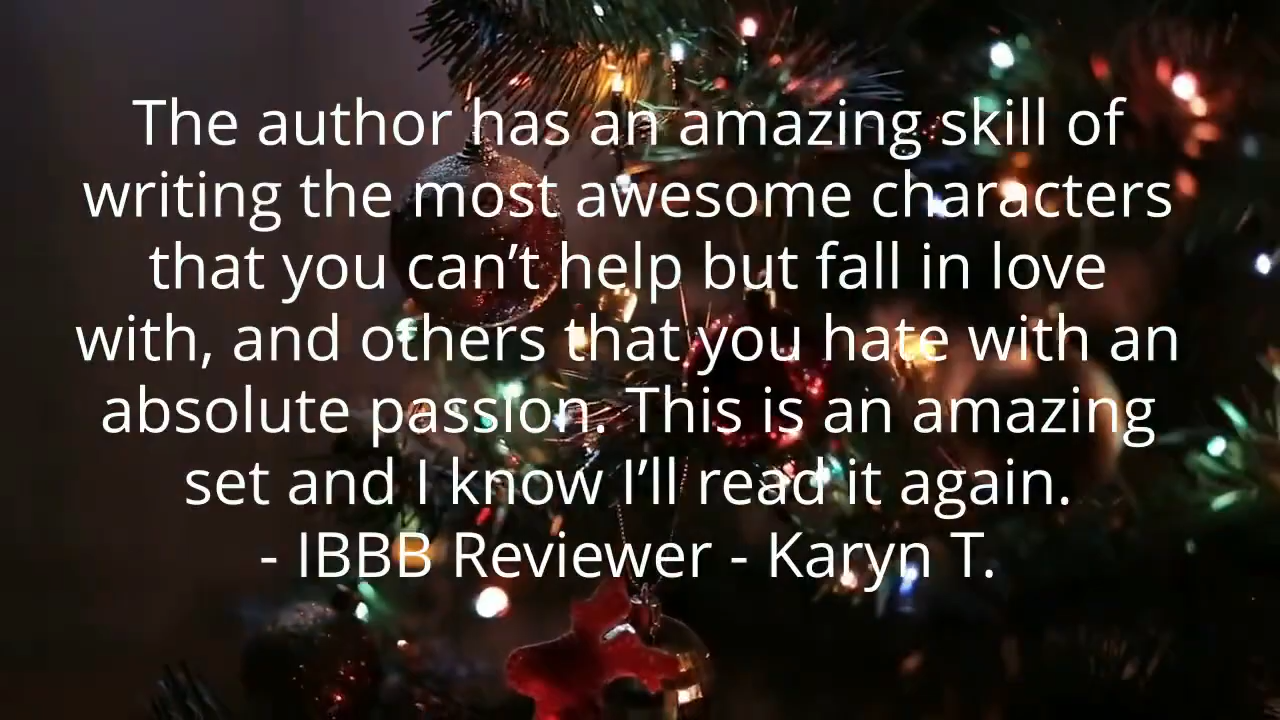 The author has an amazing skill of
writing the most awesome characters
that you can’t help but fall in love
with, and others that you hate with an
absolute passion. This is an amazing
set and I know I’ll read it again.
- IBBB Reviewer - Karyn T.